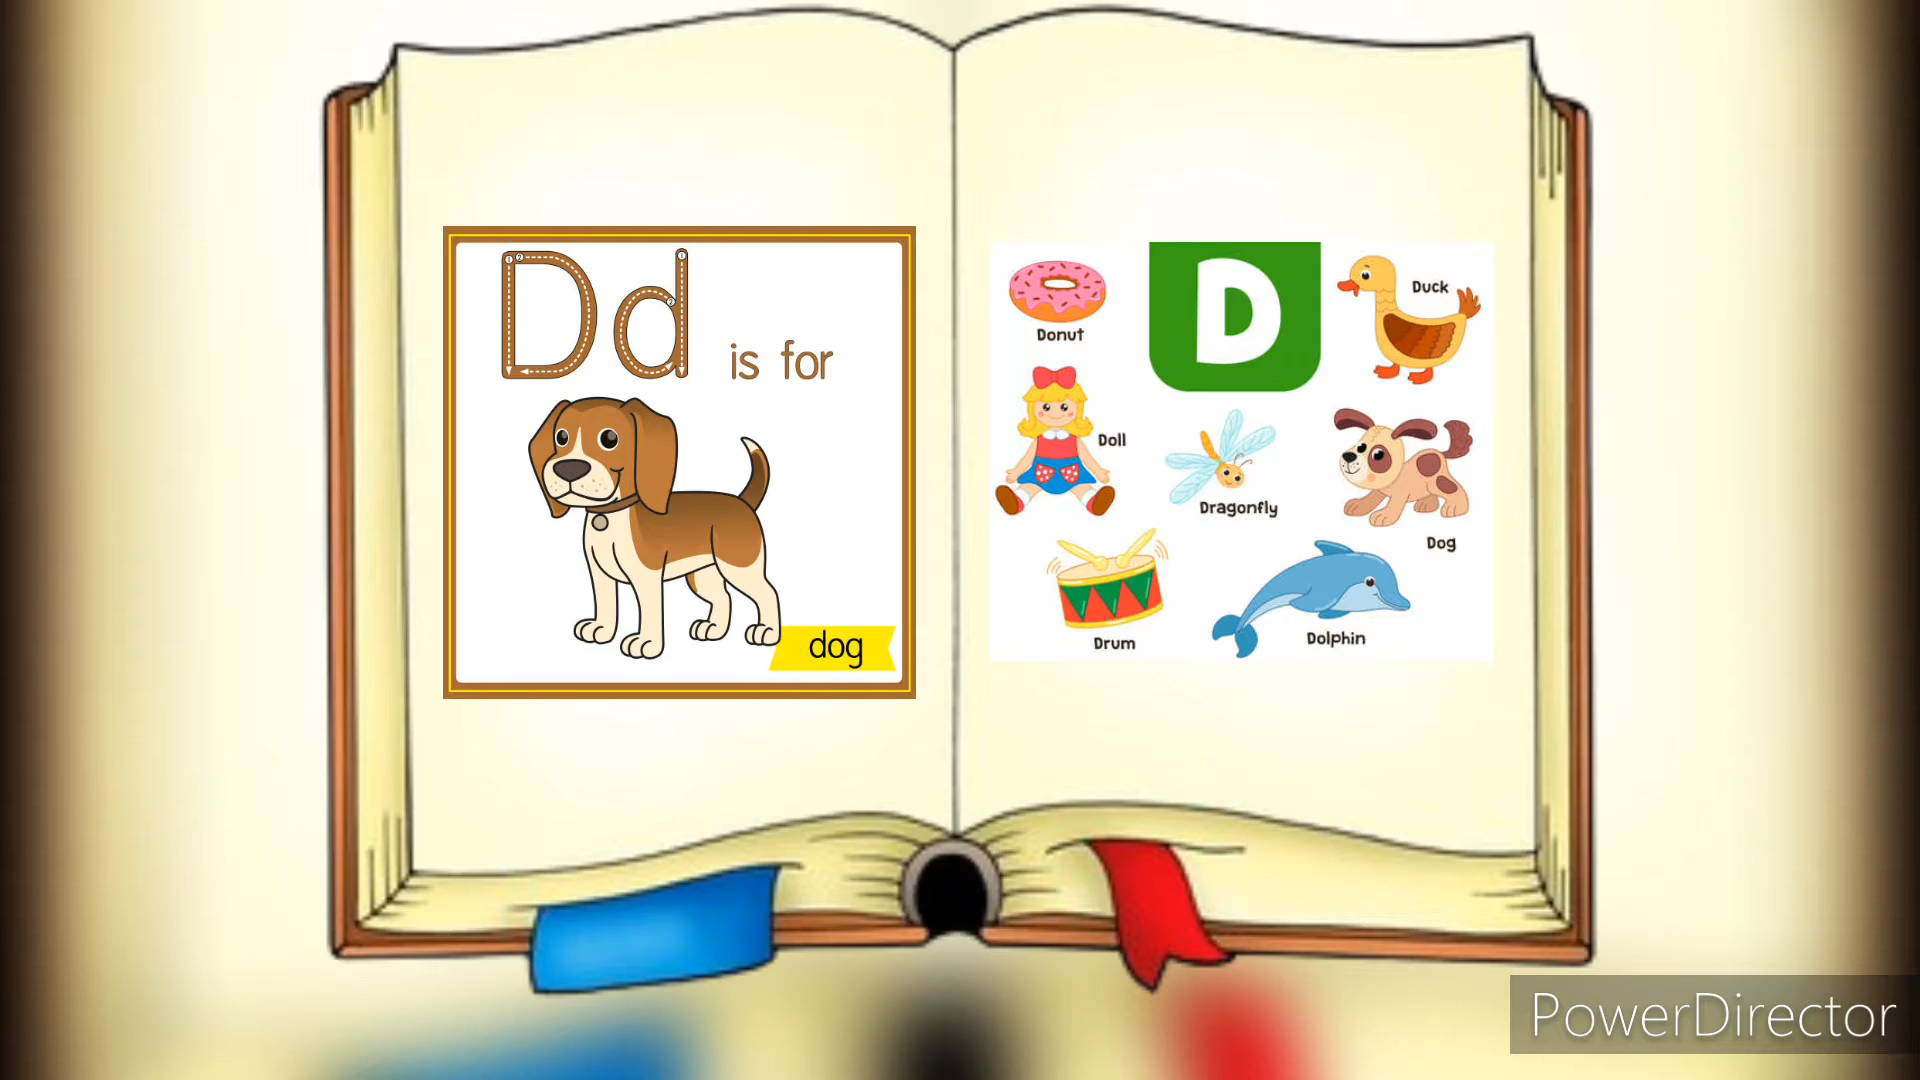 Dd is for
dog
D
Donut
Duck
Doll
Dragonfly
Dog
Drum
Dolphin
PowerDirector